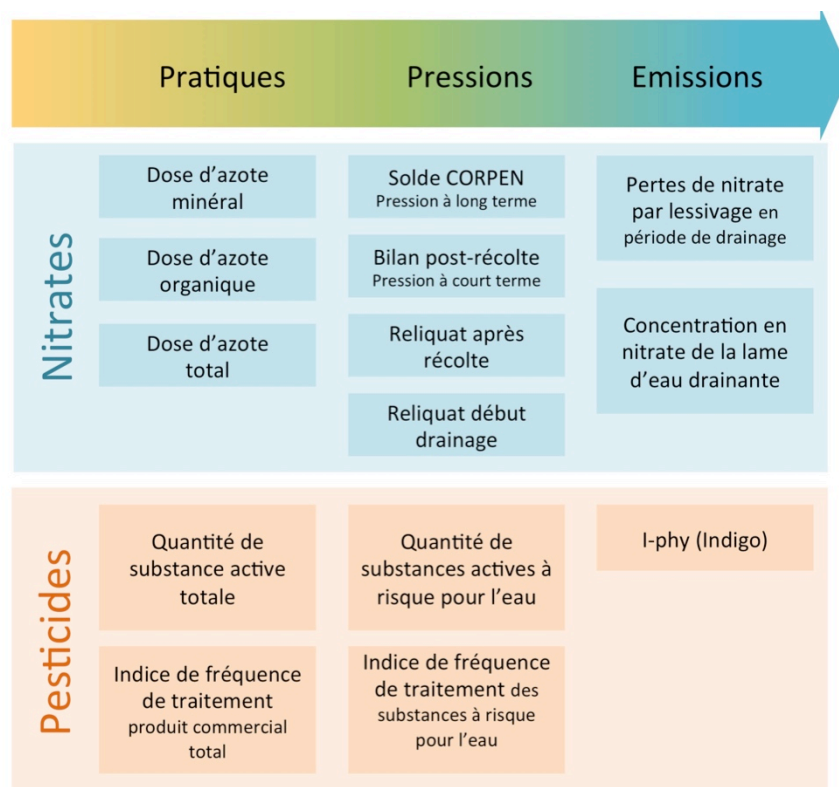 Pratiques
Pressions
Emissions
Nitrates
Dose d'azote
minéral
Dose d'azote
organique
Dose d'azote
total
Solde CORPEN
Pression à long terme
Bilan post-récolte
Pression à court terme
Reliquat après
récolte
Reliquat début
drainage
Pertes de nitrate
par lessivage en
période de drainage
Concentration en
nitrate de la lame
d'eau drainante
Pesticides
Quantité de
substance active
totale
Indice de fréquence
de traitement
produit commercial
total
Quantité de
substances actives à
risque pour l'eau
Indice de fréquence
de traitement des
substances à risque
pour l'eau
I-phy (Indigo)